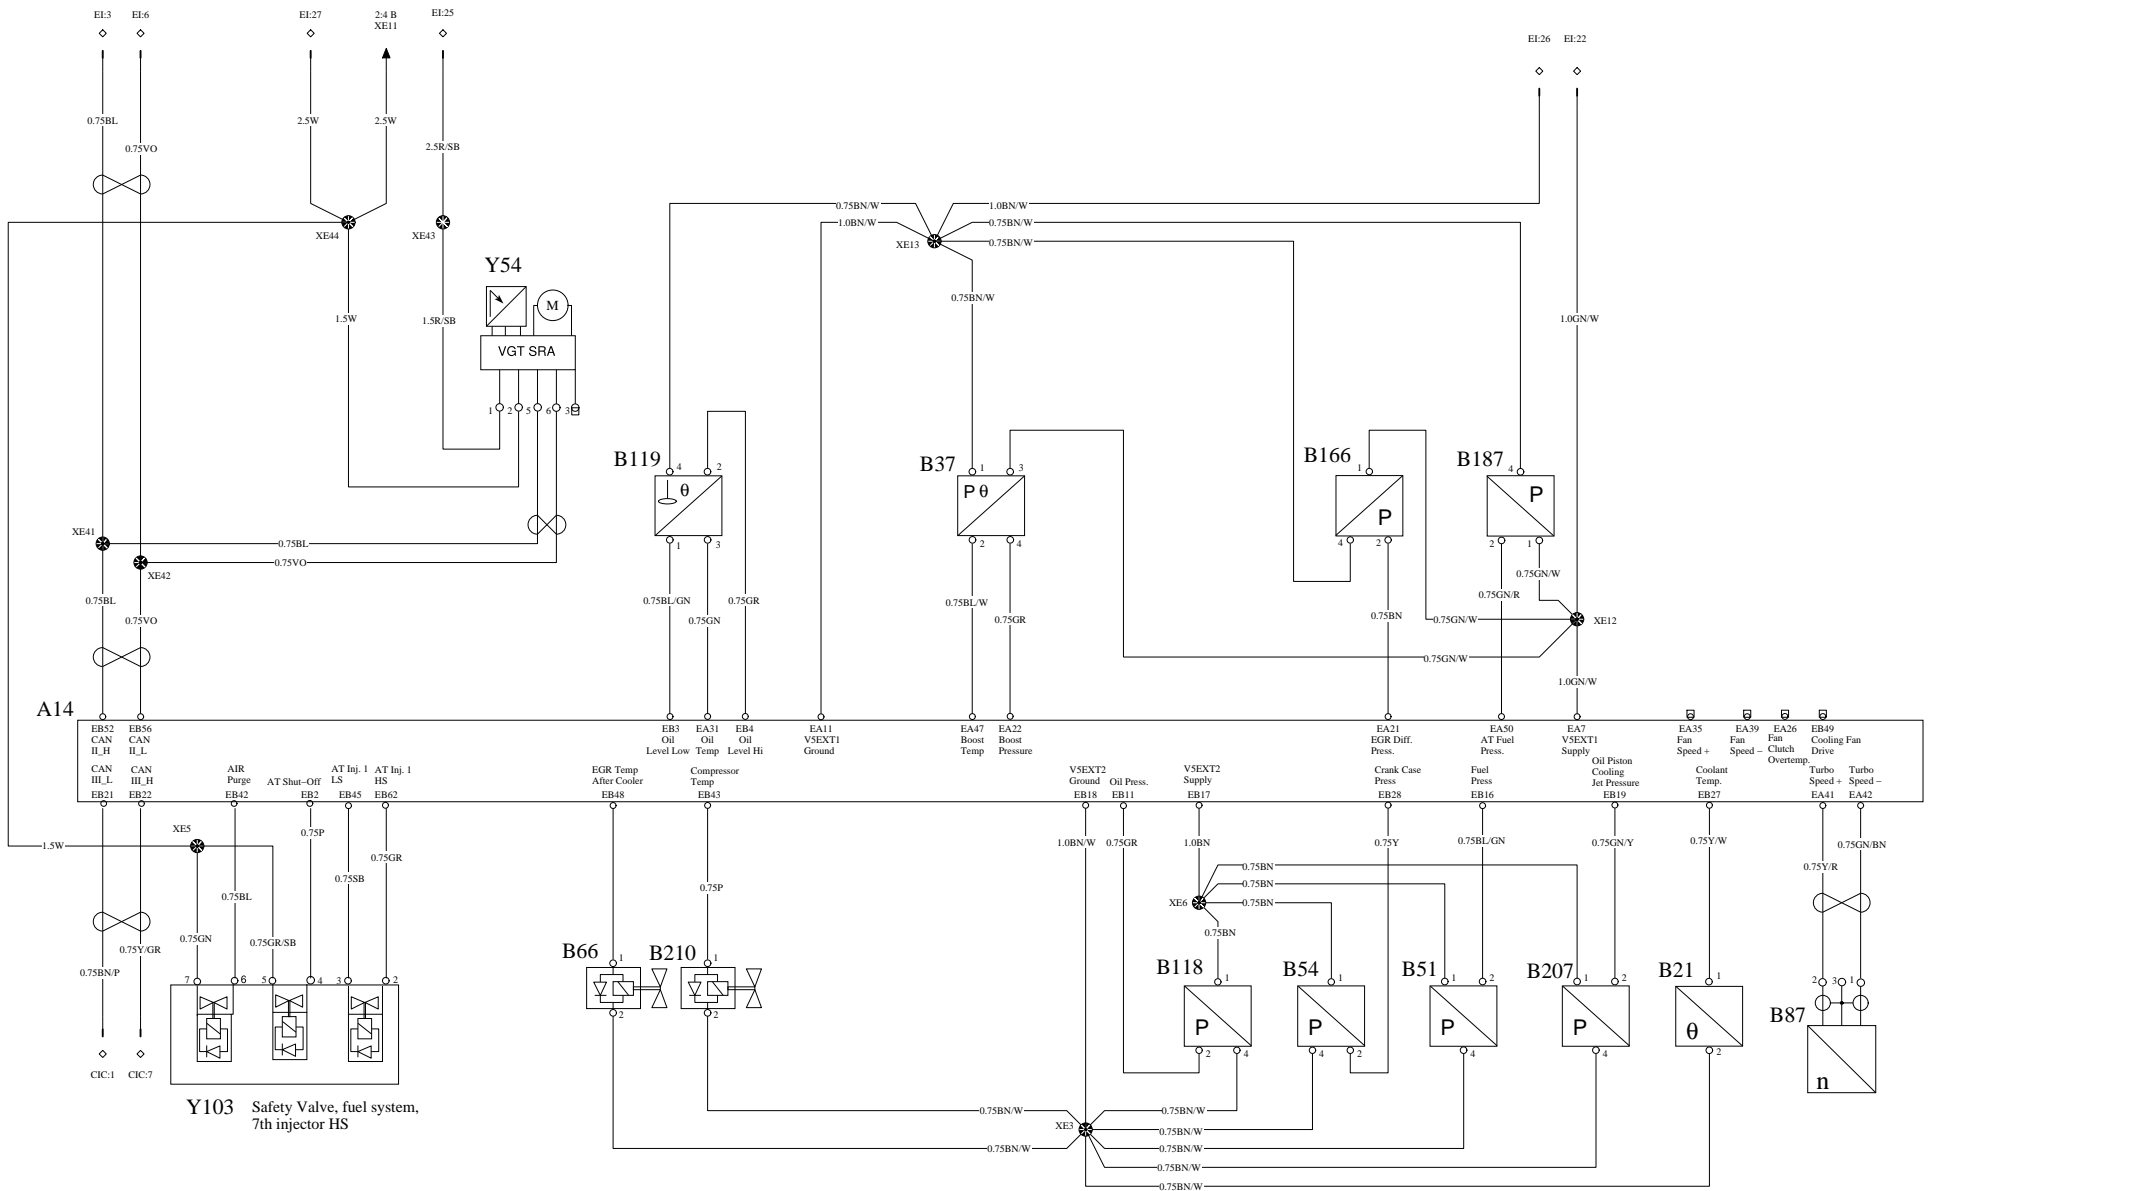 EI:3 EI:6 EI:27 2:4 B EI:25
XE11
EI:26 EI:22
0.75BL 2.5W 2.5W
0.75VO 2.5R/SB
0.75BN/W 1.0BN/W
1.0BN/W 0.75BN/W
XE44 XE43 XE13 0.75BN/W
Y54
0.75BN/W
M
1.5W 1.5R/SB 1.0GN/W
VGT SRA
1 2 5 6 3
B119 4 2 B37 1 3 B166 1 B187 4
θ P θ P P
XE41 1 3 2 4 4 2 2 1
0.75BL
0.75VO
XE42 0.75GN/W
0.75BL 0.75BL/GN 0.75GR 0.75BL/W 0.75GN/R
0.75VO 0.75GN 0.75GR 0.75BN 0.75GN/W XE12
0.75GN/W
1.0GN/W
A14
EB52 EB56 EB3 EA31 EB4 EA11 EA47 EA22 EA21 EA50 EA7 EA35 EA39 EA26 EB49
CAN CAN Oil Oil Oil V5EXT1 Boost Boost EGR Diff. AT Fuel V5EXT1 Fan Fan Fan Cooling Fan
II_H II_L Level Low Temp Level Hi Ground Temp Pressure Press. Press. Supply Speed + Speed – Clutch Drive
Overtemp.
CAN CAN AIR AT Shut–Off AT Inj. 1 AT Inj. 1 EGR Temp Compressor V5EXT2 Oil Press. V5EXT2 Crank Case Fuel Oil Piston Coolant Turbo Turbo
III_L III_H Purge LS HS After Cooler Temp Ground Supply Press Press Cooling Temp. Speed + Speed –
Jet Pressure
EB21 EB22 EB42 EB2 EB45 EB62 EB48 EB43 EB18 EB11 EB17 EB28 EB16 EB19 EB27 EA41 EA42
XE5 0.75P
1.5W 1.0BN/W 0.75GR 1.0BN 0.75Y 0.75BL/GN 0.75GN/Y 0.75Y/W 0.75GN/BN
0.75GR 0.75BN 0.75Y/R
0.75SB 0.75P 0.75BN
0.75BL XE6 0.75BN
0.75GN 0.75GR/SB 0.75BN
0.75Y/GR
0.75BN/P
B66 1 B210 1 B118 1 B54 1 B51 1 2 B207 1 2 B21 1
7 6 5 4 3 2 2 3 1
2 2 P P P P θ B87
2 4 4 2 4 4 2
CIC:1 CIC:7 n
Y103 Safety Valve, fuel system,
7th injector HS
0.75BN/W 0.75BN/W
XE3 0.75BN/W
0.75BN/W 0.75BN/W
0.75BN/W
0.75BN/W